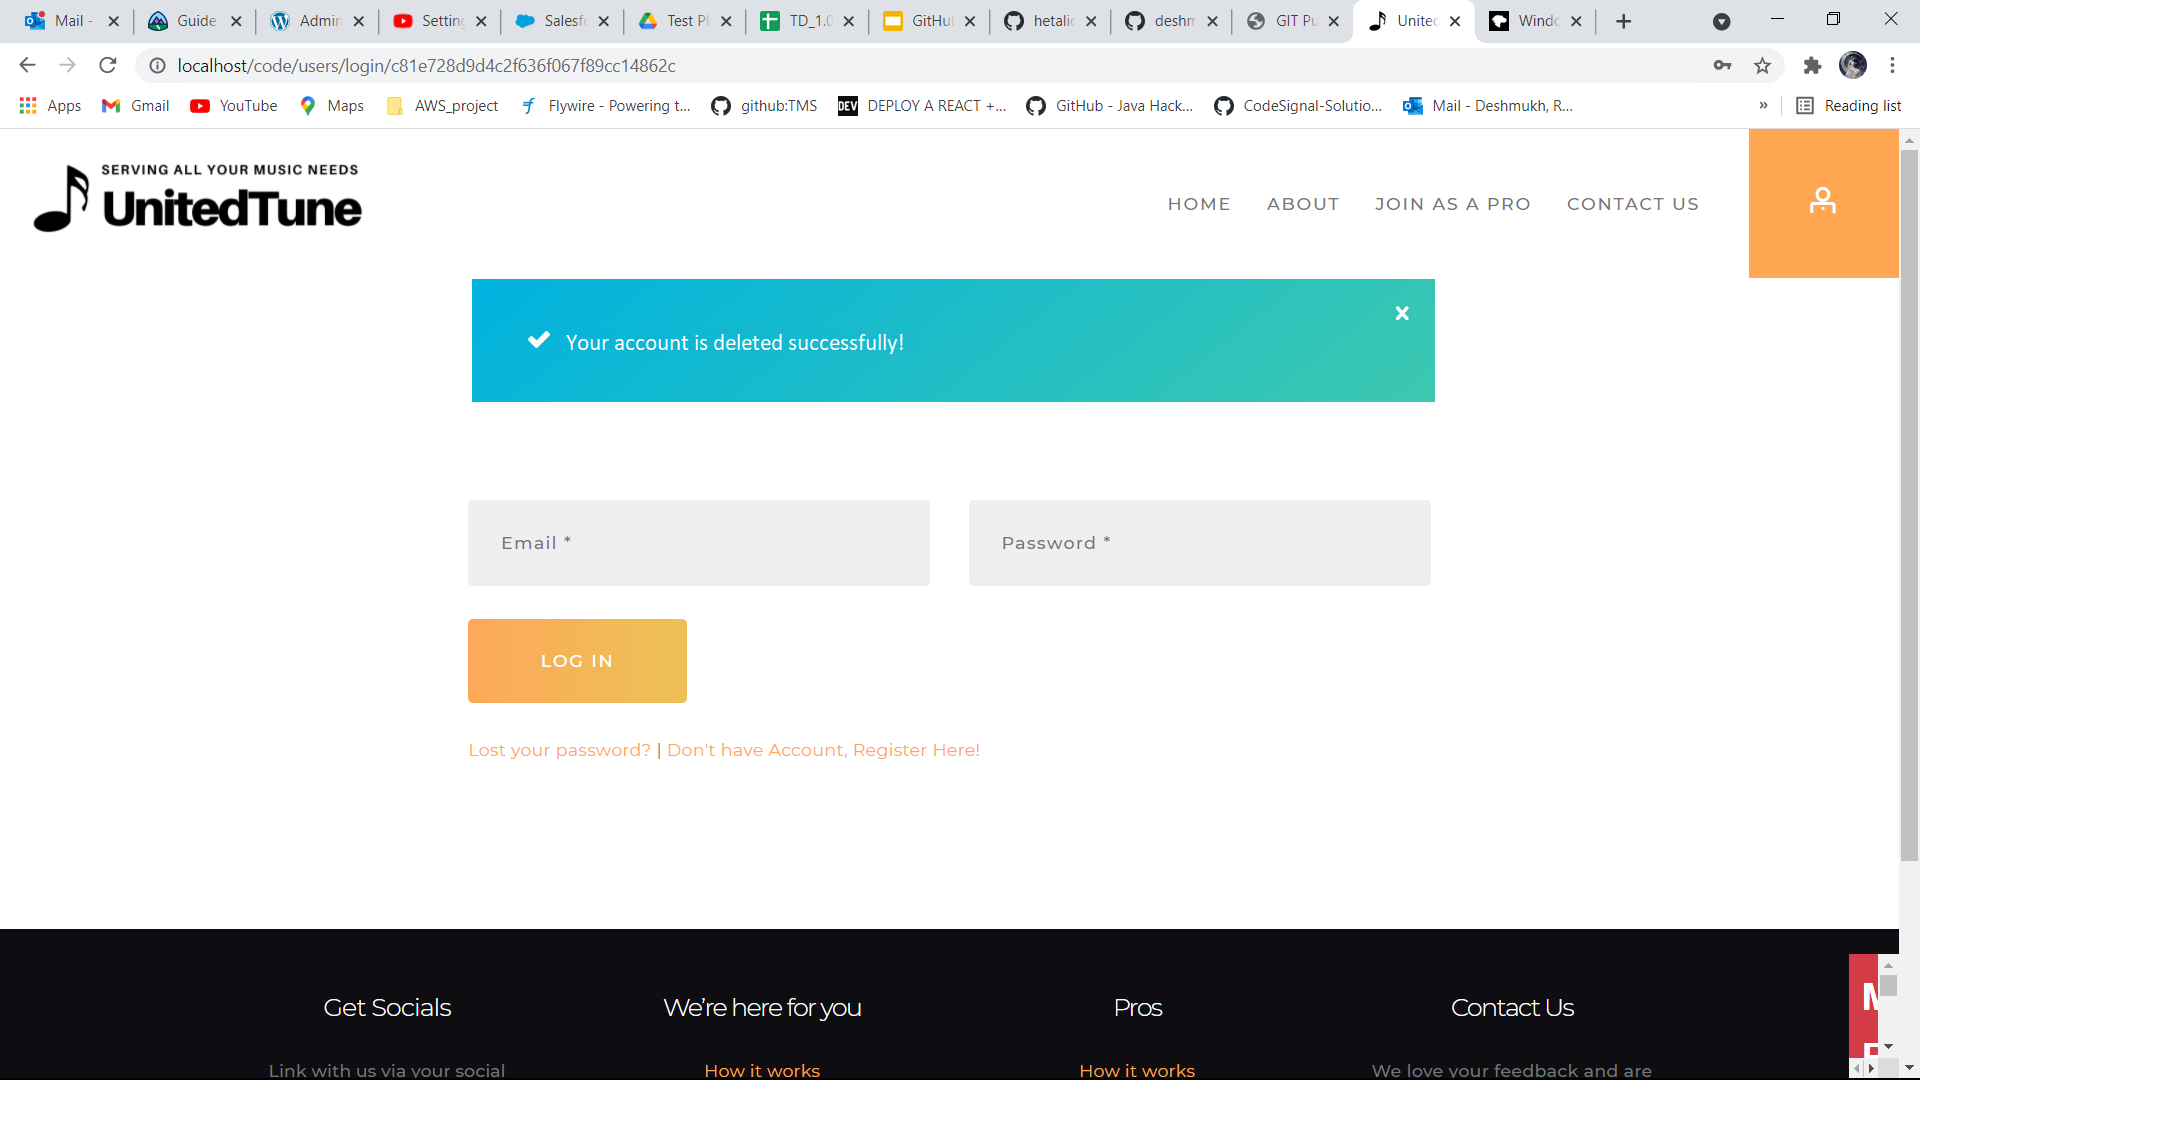 Mail -
Guide
Admin
Setting
Salesfo
Test Pl
TD_1.0
GitHub
hetalic
deshm
GIT Pu
United
Windo
localhost/code/users/login/c81e728d9d4c2f636f067f89cc14862c
Apps Gmail YouTube Maps AWS_project Flywire - Powering t... github:TMS DEV DEPLOY A REACT +... GitHub - Java Hack... CodeSignal-Solutio... Mail - Deshmukh, R... » Reading list
SERVING ALL YOUR MUSIC NEEDS
UnitedTune
HOME ABOUT JOIN AS A PRO CONTACT US
Your account is deleted successfully!
Email * Password *
LOG IN
Lost your password? | Don't have Account, Register Here!
Get Socials We're here for you Pros Contact Us
Link with us via your social How it works How it works We love your feedback and are